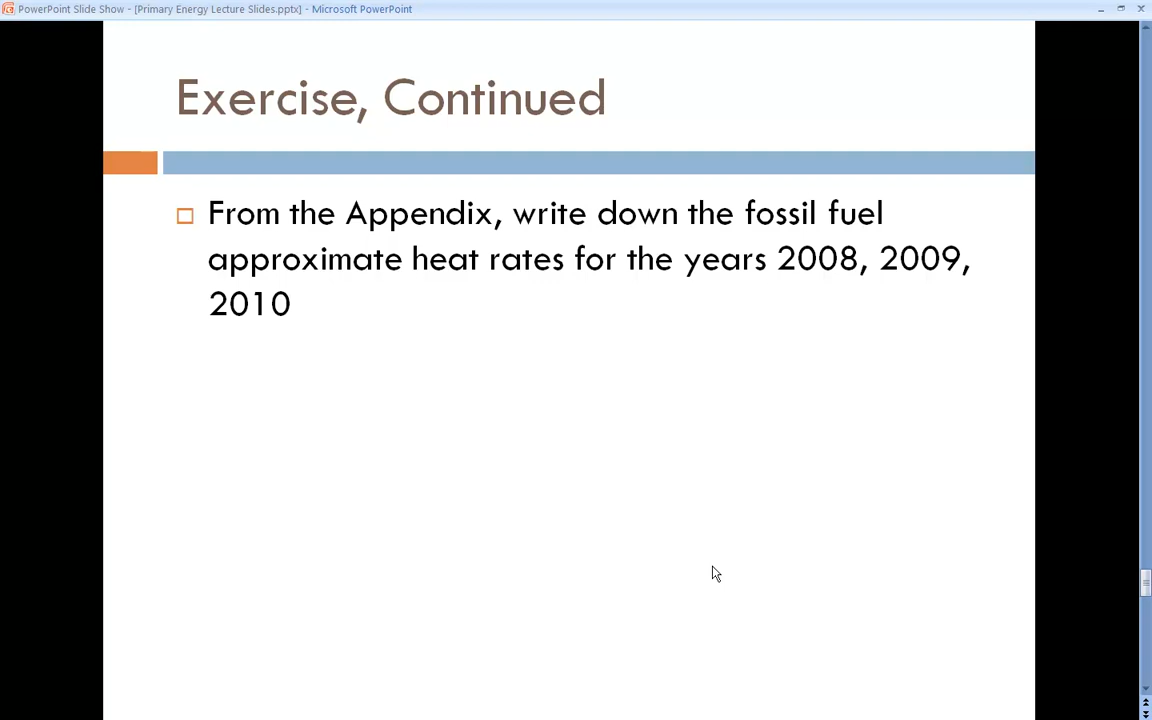 PowerPoint Slide Show - [Primary Energy Lecture Slides.pptx] - Microsoft PowerPoint
Exercise, Continued
From the Appendix, write down the fossil fuel
approximate heat rates for the years 2008, 2009,
2010